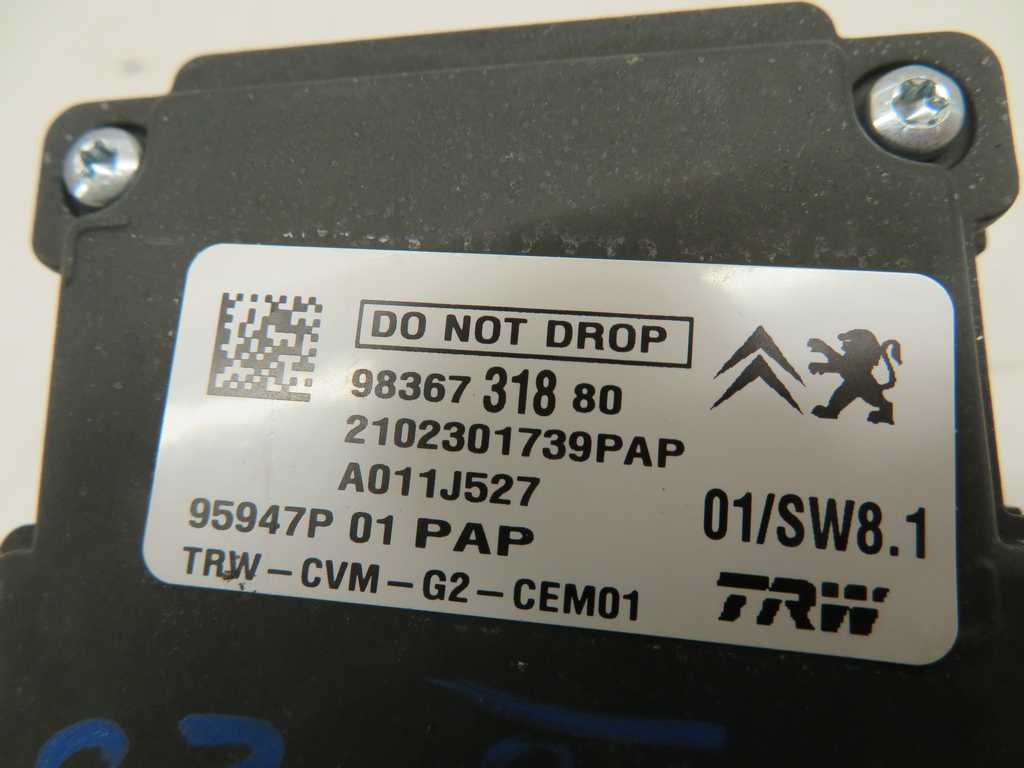 DO NOT DROP
98367 318 80
2102301739PAP
A011J527
95947P 01 PAP
01/SW8.1
TRW-CVM-G2-CEM01
TRW